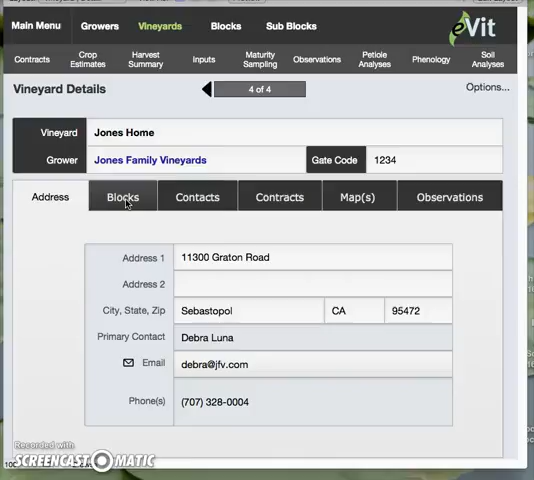 Main Menu Growers Vineyards Blocks Sub Blocks eVit
Contracts Crop Estimates Harvest Summary Inputs Maturity Sampling Observations Petiole Analyses Phenology Soil Analyses
Vineyard Details 4 of 4 Options...
Vineyard Jones Home
Grower Jones Family Vineyards Gate Code 1234
Address Blocks Contacts Contracts Map(s) Observations
Address 1 11300 Graton Road
Address 2
City, State, Zip Sebastopol CA 95472
Primary Contact Debra Luna
Email debra@jfv.com
Phone(s) (707) 328-0004
Recorded with
SCREENCAST-O-MATIC